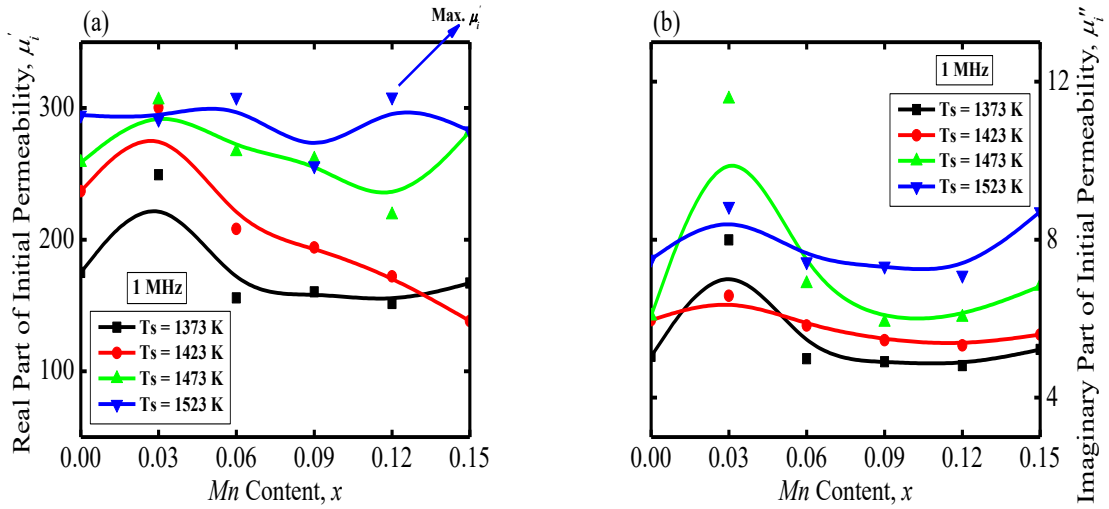 (a)
Max. μi′
Real Part of Initial Permeability, μi′
300
200
100
1 MHz
Ts = 1373 K
Ts = 1423 K
Ts = 1473 K
Ts = 1523 K
0.00 0.03 0.06 0.09 0.12 0.15
Mn Content, x
(b)
Imaginary Part of Initial Permeability, μi″
12
8
4
1 MHz
Ts = 1373 K
Ts = 1423 K
Ts = 1473 K
Ts = 1523 K
0.00 0.03 0.06 0.09 0.12 0.15
Mn Content, x